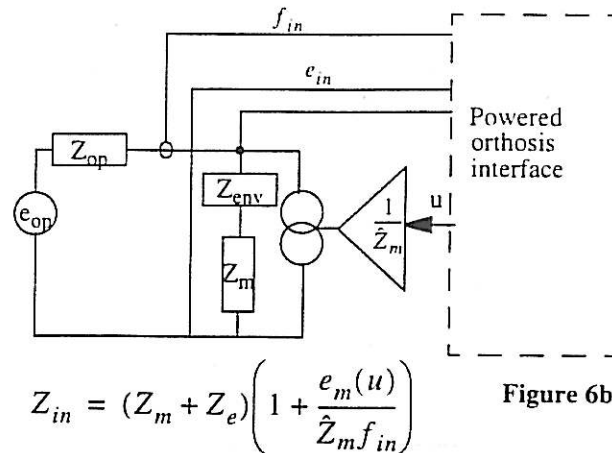 f_in
e_in
Powered
orthosis
interface
Z_op
Z_env
e_op
Z_m
1
Ẑ_m
u
Z_in = (Z_m + Z_e)(1 + e_m(u) / Ẑ_m f_in)
Figure 6b